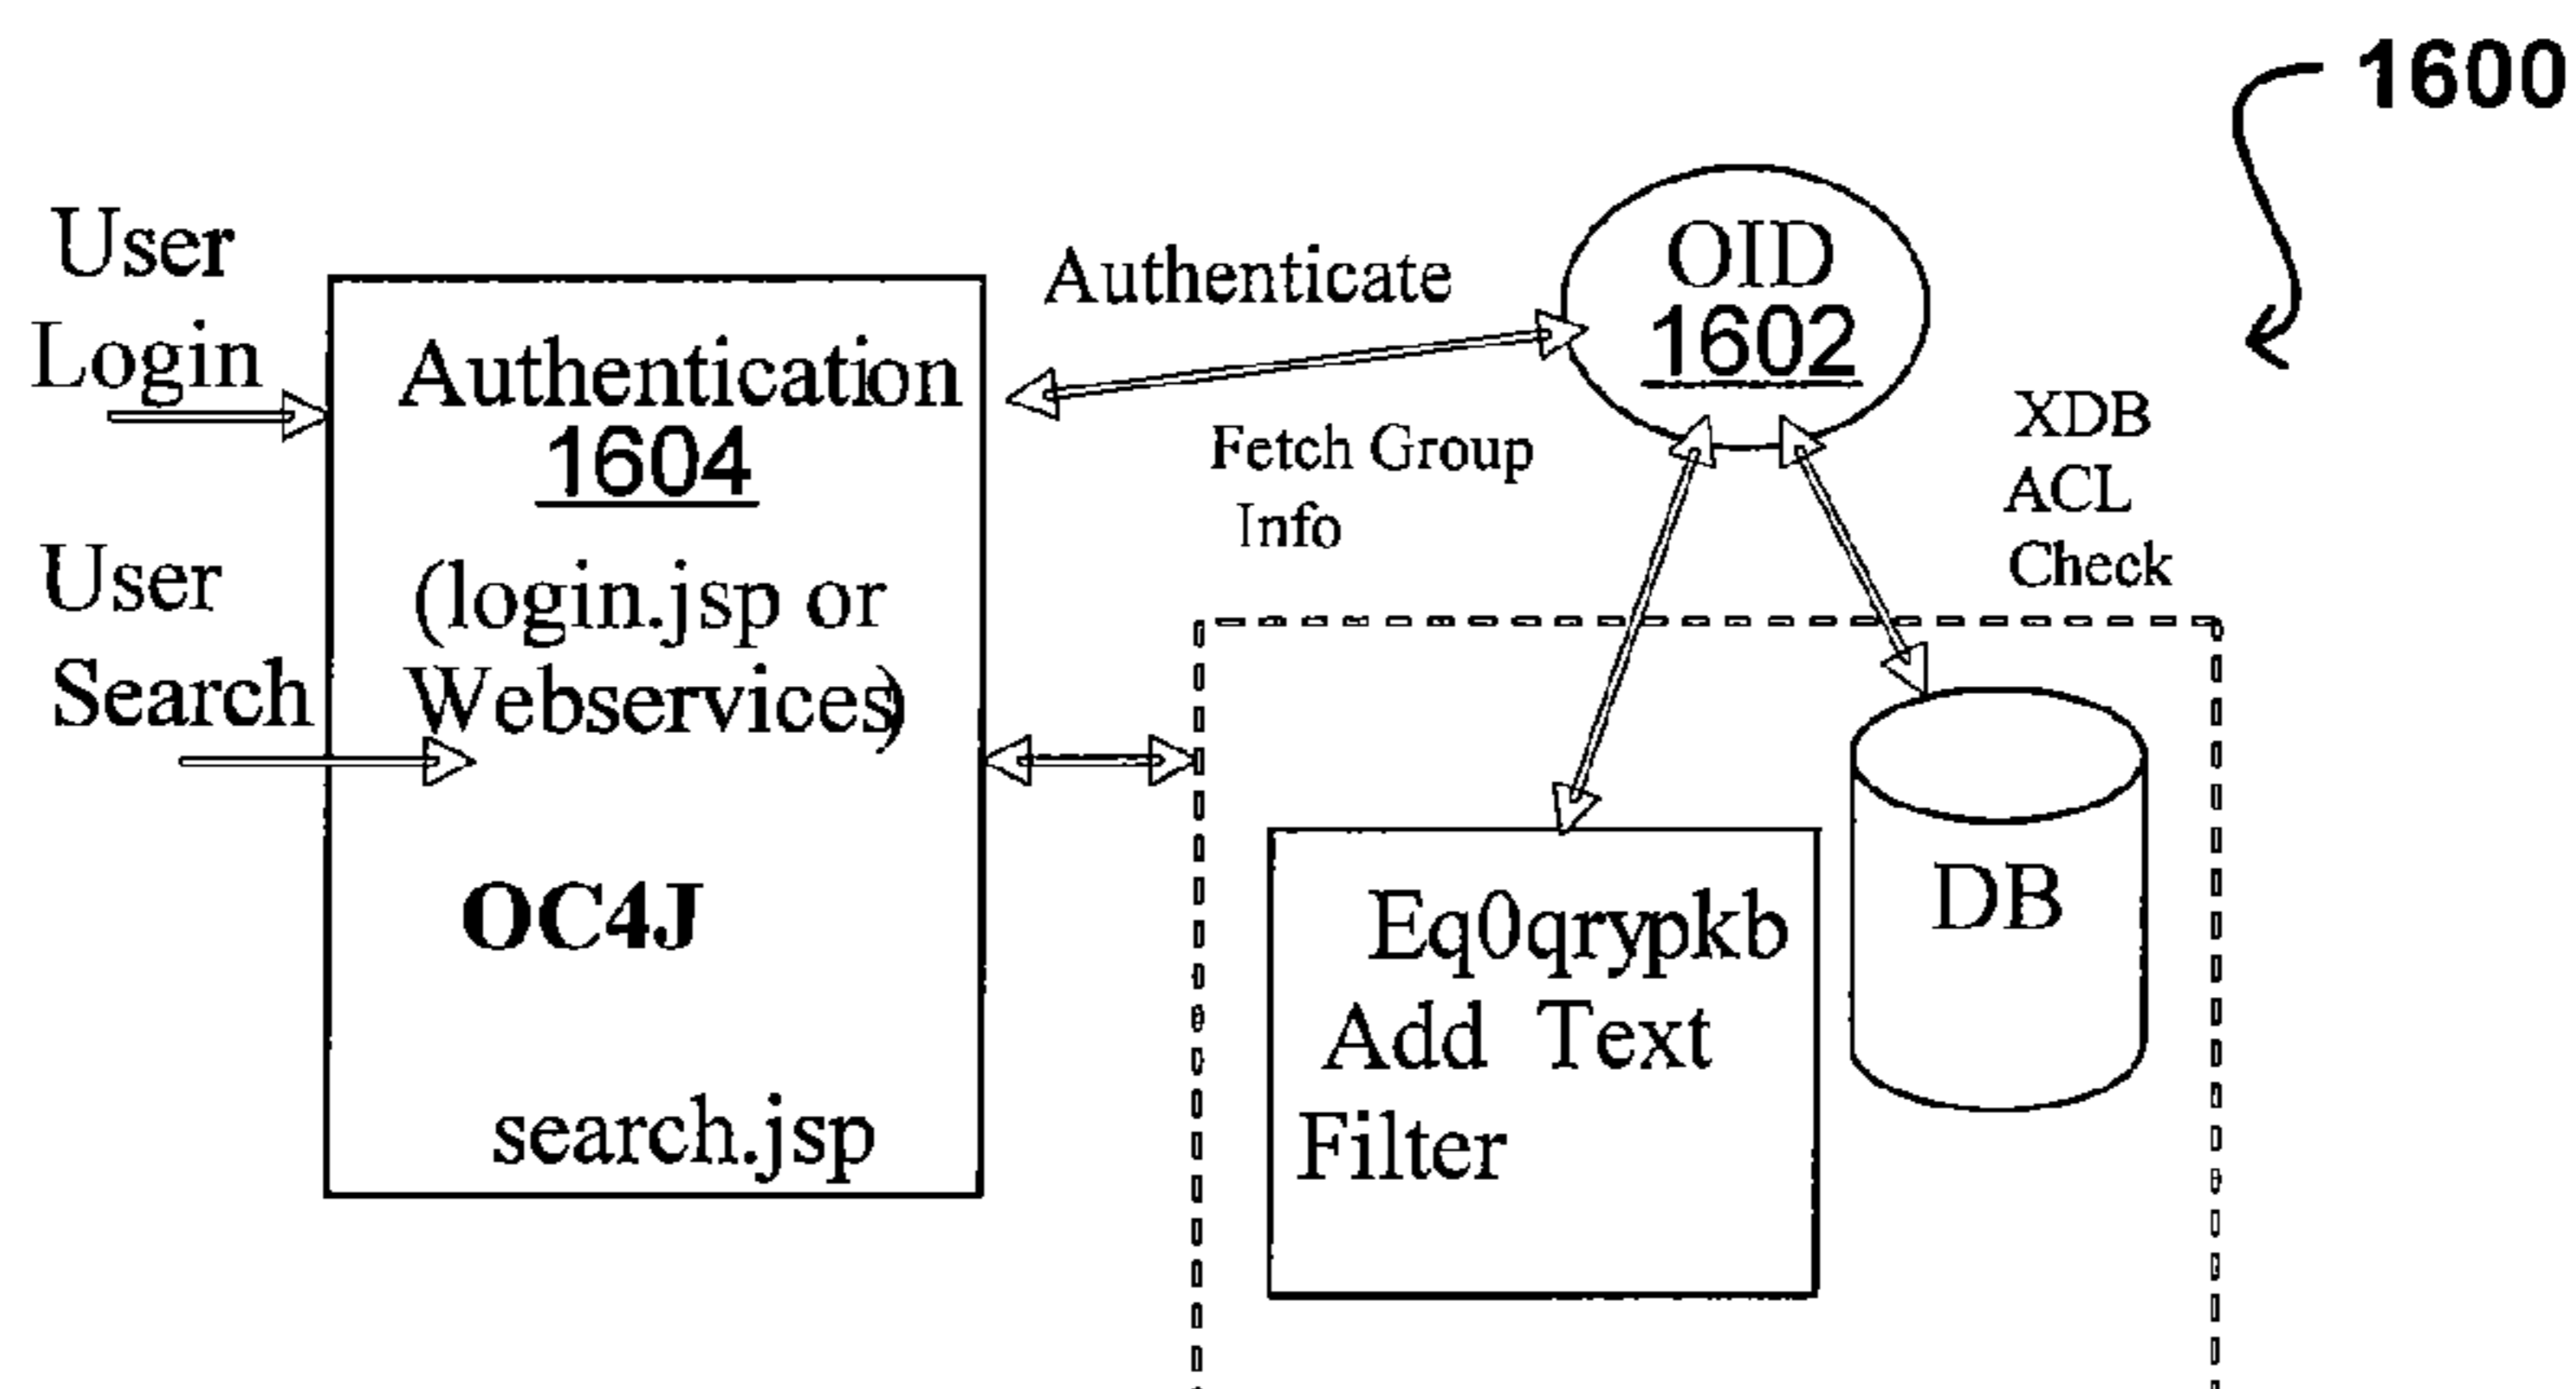 1600
User
Login
User
Search
Authentication
1604
(login.jsp or
Webservices)
OC4J
search.jsp
Authenticate
OID
1602
Fetch Group
Info
XDB
ACL
Check
Eq0qrypkb
Add Text
Filter
DB